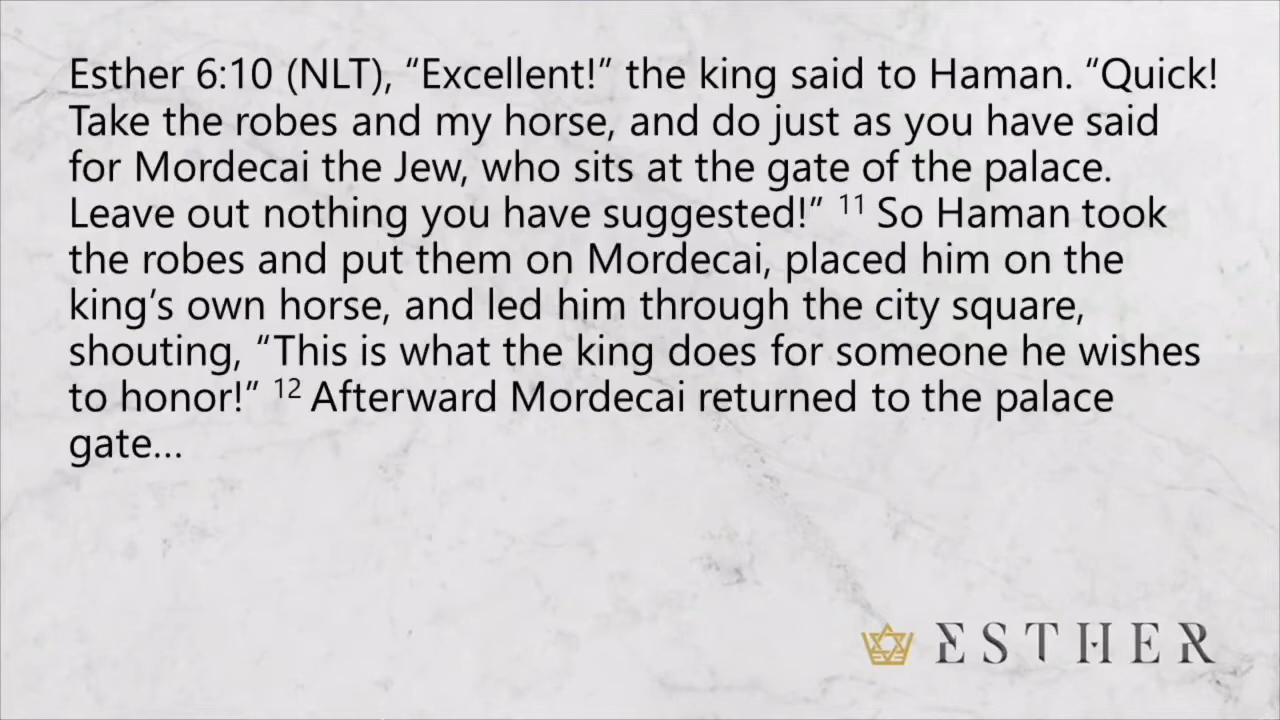 Esther 6:10 (NLT), “Excellent!” the king said to Haman. “Quick!
Take the robes and my horse, and do just as you have said
for Mordecai the Jew, who sits at the gate of the palace.
Leave out nothing you have suggested!” ¹¹ So Haman took
the robes and put them on Mordecai, placed him on the
king’s own horse, and led him through the city square,
shouting, “This is what the king does for someone he wishes
to honor!” ¹² Afterward Mordecai returned to the palace
gate…
ESTHER